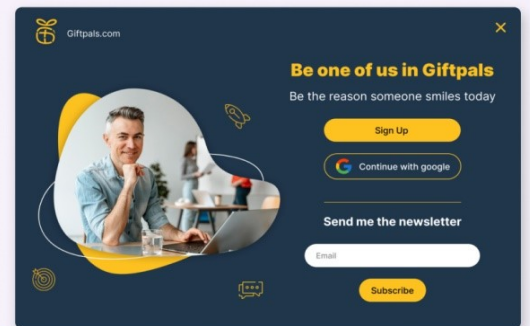 Giftpals.com
Be one of us in Giftpals
Be the reason someone smiles today
Sign Up
Continue with google
Send me the newsletter
Email
Subscribe